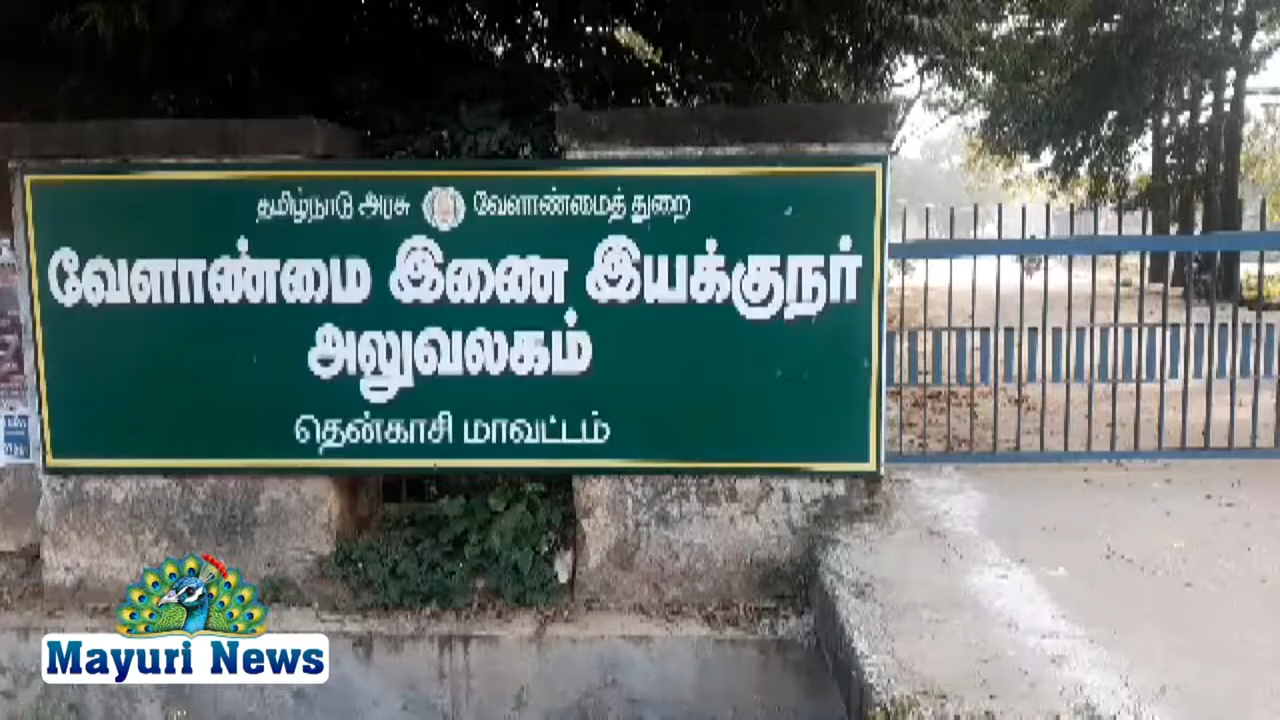 தமிழ்நாடு அரசு வேளாண்மைத் துறை
வேளாண்மை இணை இயக்குநர்
அலுவலகம்
தென்காசி மாவட்டம்
Mayuri News